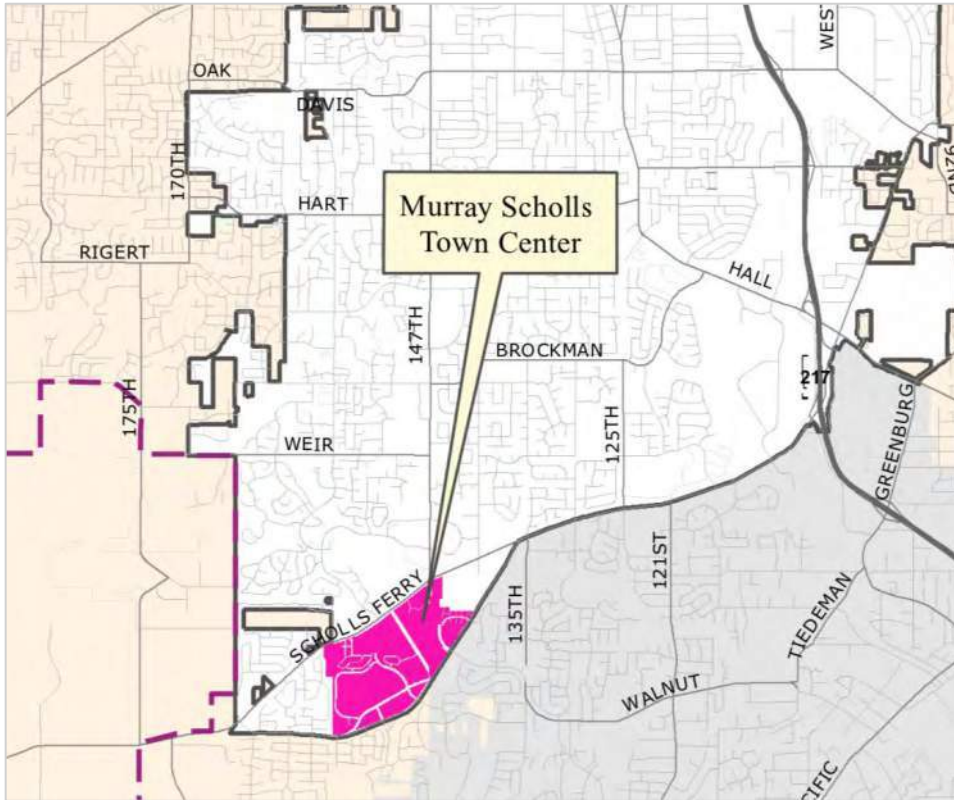 WEST
OAK
DAVIS
170TH
92ND
HART
Murray Scholls
Town Center
RIGERT
HALL
147TH
BROCKMAN
217
175TH
GREENBURG
WEIR
125TH
SCHOLLS FERRY
121ST
135TH
TIEDEMAN
WALNUT
CIFIC